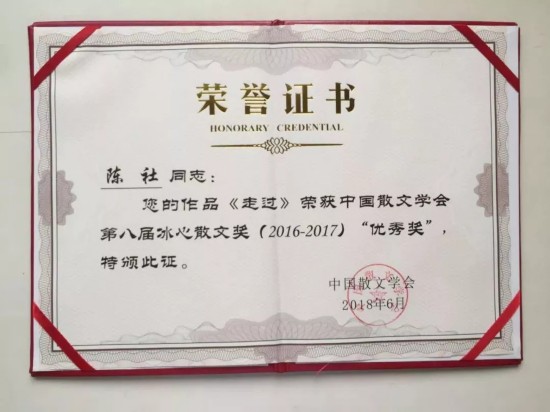 荣誉证书
HONORARY CREDENTIAL
陈社 同志：
您的作品《走过》荣获中国散文学会
第八届冰心散文奖（2016-2017）“优秀奖”，
特颁此证。
中国散文学会
2018年6月